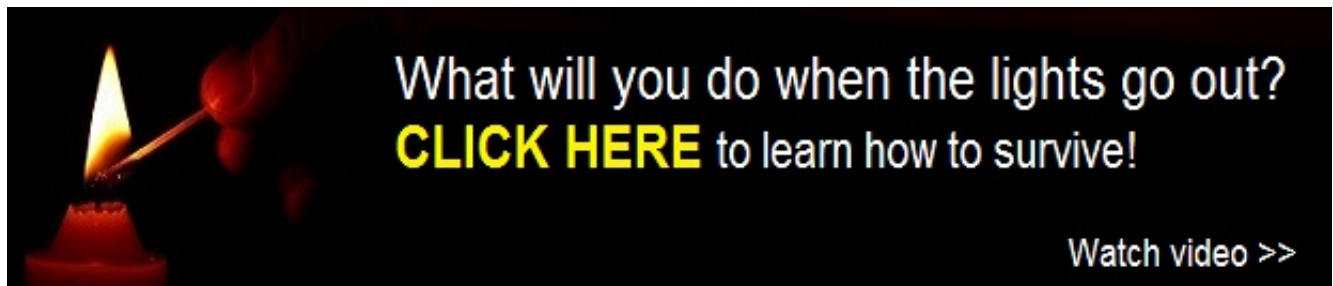 What will you do when the lights go out?
CLICK HERE to learn how to survive!
Watch video >>